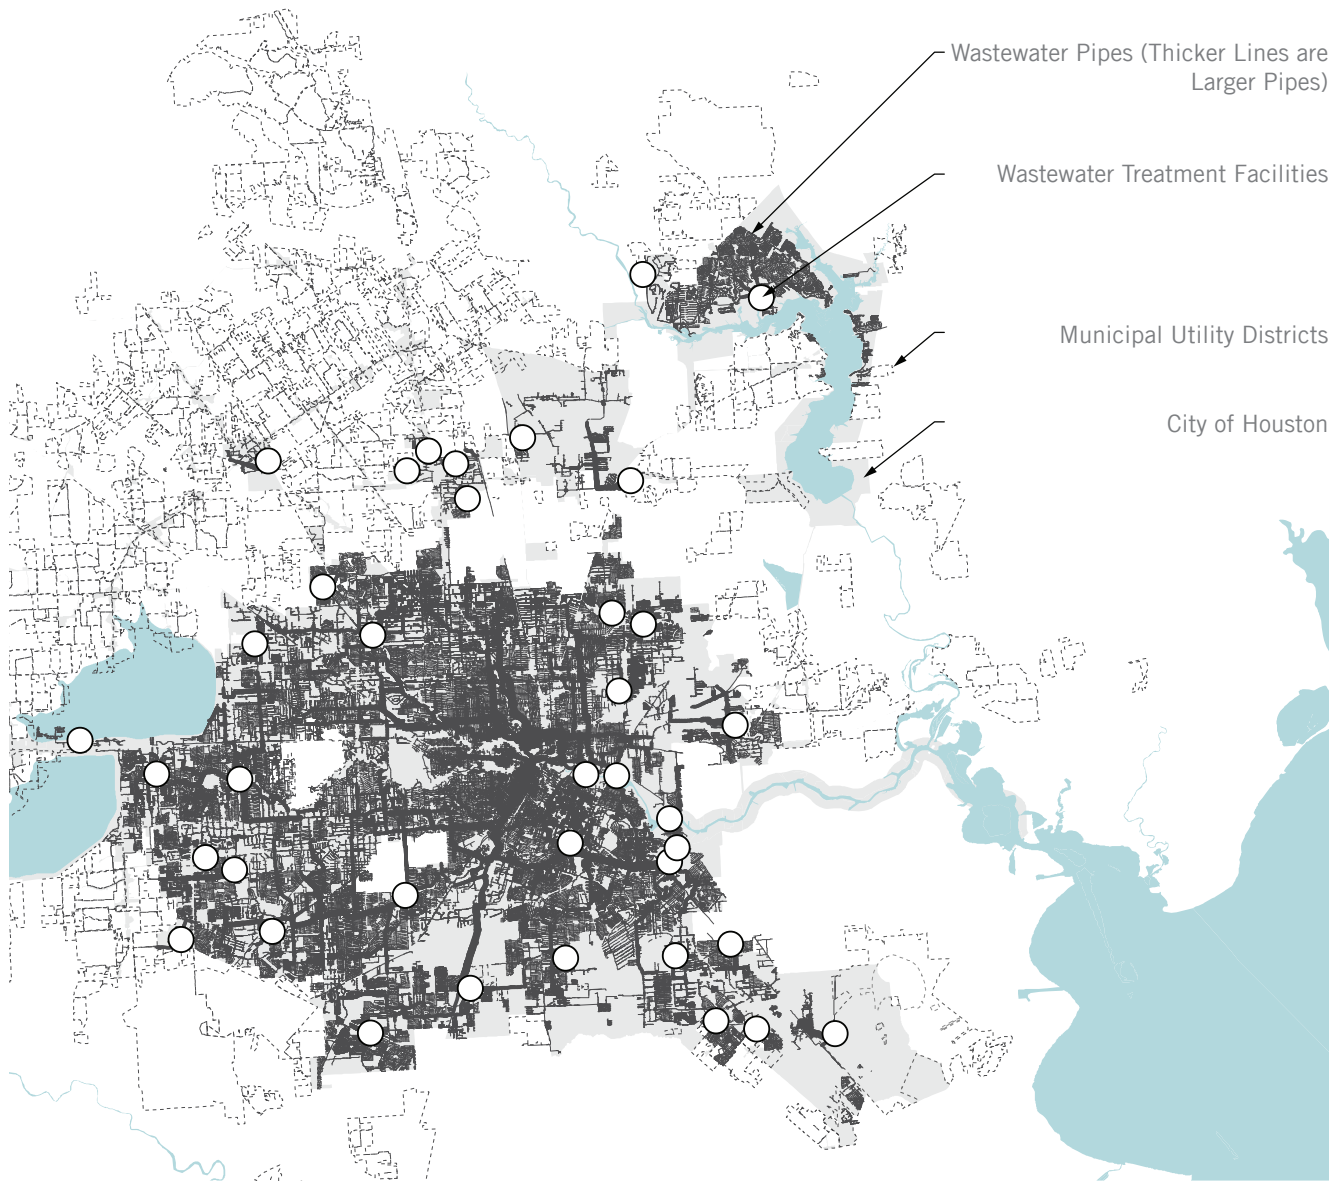 Wastewater Pipes (Thicker Lines are
Larger Pipes)
Wastewater Treatment Facilities
Municipal Utility Districts
City of Houston